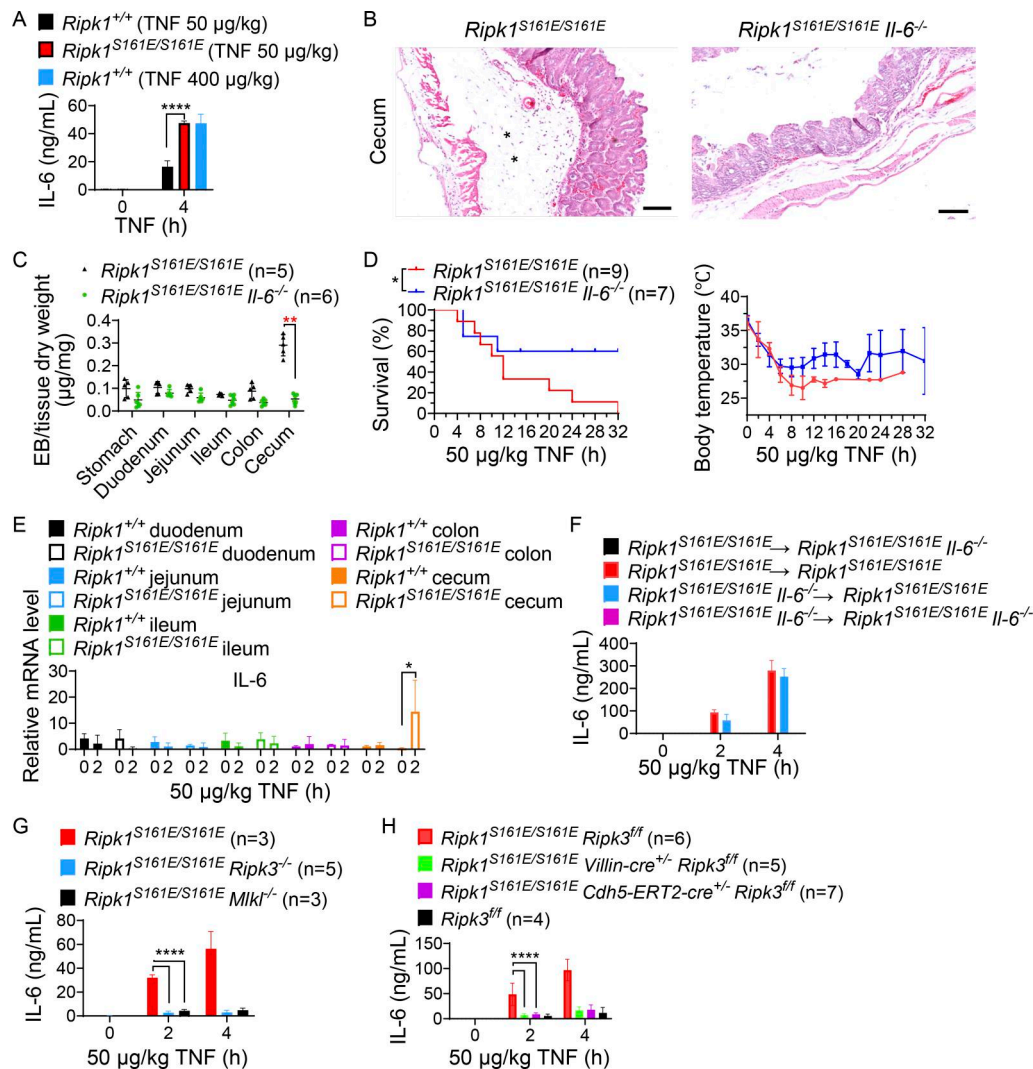 A
Ripk1+/+ (TNF 50 µg/kg)
Ripk1S161E/S161E (TNF 50 µg/kg)
Ripk1+/+ (TNF 400 µg/kg)
IL-6 (ng/mL)
60
40
20
0
****
0 4
TNF (h)
B
Ripk1S161E/S161E
Ripk1S161E/S161E Il-6-/-
Cecum
*
*
C
Ripk1S161E/S161E (n=5)
Ripk1S161E/S161E Il-6-/- (n=6)
EB/tissue dry weight
(µg/mg)
0.4
0.3
0.2
0.1
0.0
**
Stomach
Duodenum
Jejunum
Ileum
Colon
Cecum
D
*
Ripk1S161E/S161E (n=9)
Ripk1S161E/S161E Il-6-/- (n=7)
Survival (%)
100
80
60
40
20
0
0 4 8 12 16 20 24 28 32
50 µg/kg TNF (h)
Body temperature (°C)
35
30
25
0 4 8 12 16 20 24 28 32
50 µg/kg TNF (h)
E
Ripk1+/+ duodenum
Ripk1S161E/S161E duodenum
Ripk1+/+ jejunum
Ripk1S161E/S161E jejunum
Ripk1+/+ ileum
Ripk1S161E/S161E ileum
Ripk1+/+ colon
Ripk1S161E/S161E colon
Ripk1+/+ cecum
Ripk1S161E/S161E cecum
Relative mRNA level
IL-6
30
20
10
0
*
0 2 0 2 0 2 0 2 0 2 0 2 0 2 0 2 0 2 0 2
50 µg/kg TNF (h)
F
Ripk1S161E/S161E → Ripk1S161E/S161E Il-6-/-
Ripk1S161E/S161E → Ripk1S161E/S161E
Ripk1S161E/S161E Il-6-/- → Ripk1S161E/S161E
Ripk1S161E/S161E Il-6-/- → Ripk1S161E/S161E Il-6-/-
IL-6 (ng/mL)
400
300
200
100
0
0 2 4
50 µg/kg TNF (h)
G
Ripk1S161E/S161E (n=3)
Ripk1S161E/S161E Ripk3-/- (n=5)
Ripk1S161E/S161E Mlkl-/- (n=3)
IL-6 (ng/mL)
80
60
40
20
0
****
0 2 4
50 µg/kg TNF (h)
H
Ripk1S161E/S161E Ripk3f/f (n=6)
Ripk1S161E/S161E Villin-cre+/- Ripk3f/f (n=5)
Ripk1S161E/S161E Cdh5-ERT2-cre+/- Ripk3f/f (n=7)
Ripk3f/f (n=4)
IL-6 (ng/mL)
150
100
50
0
****
0 2 4
50 µg/kg TNF (h)